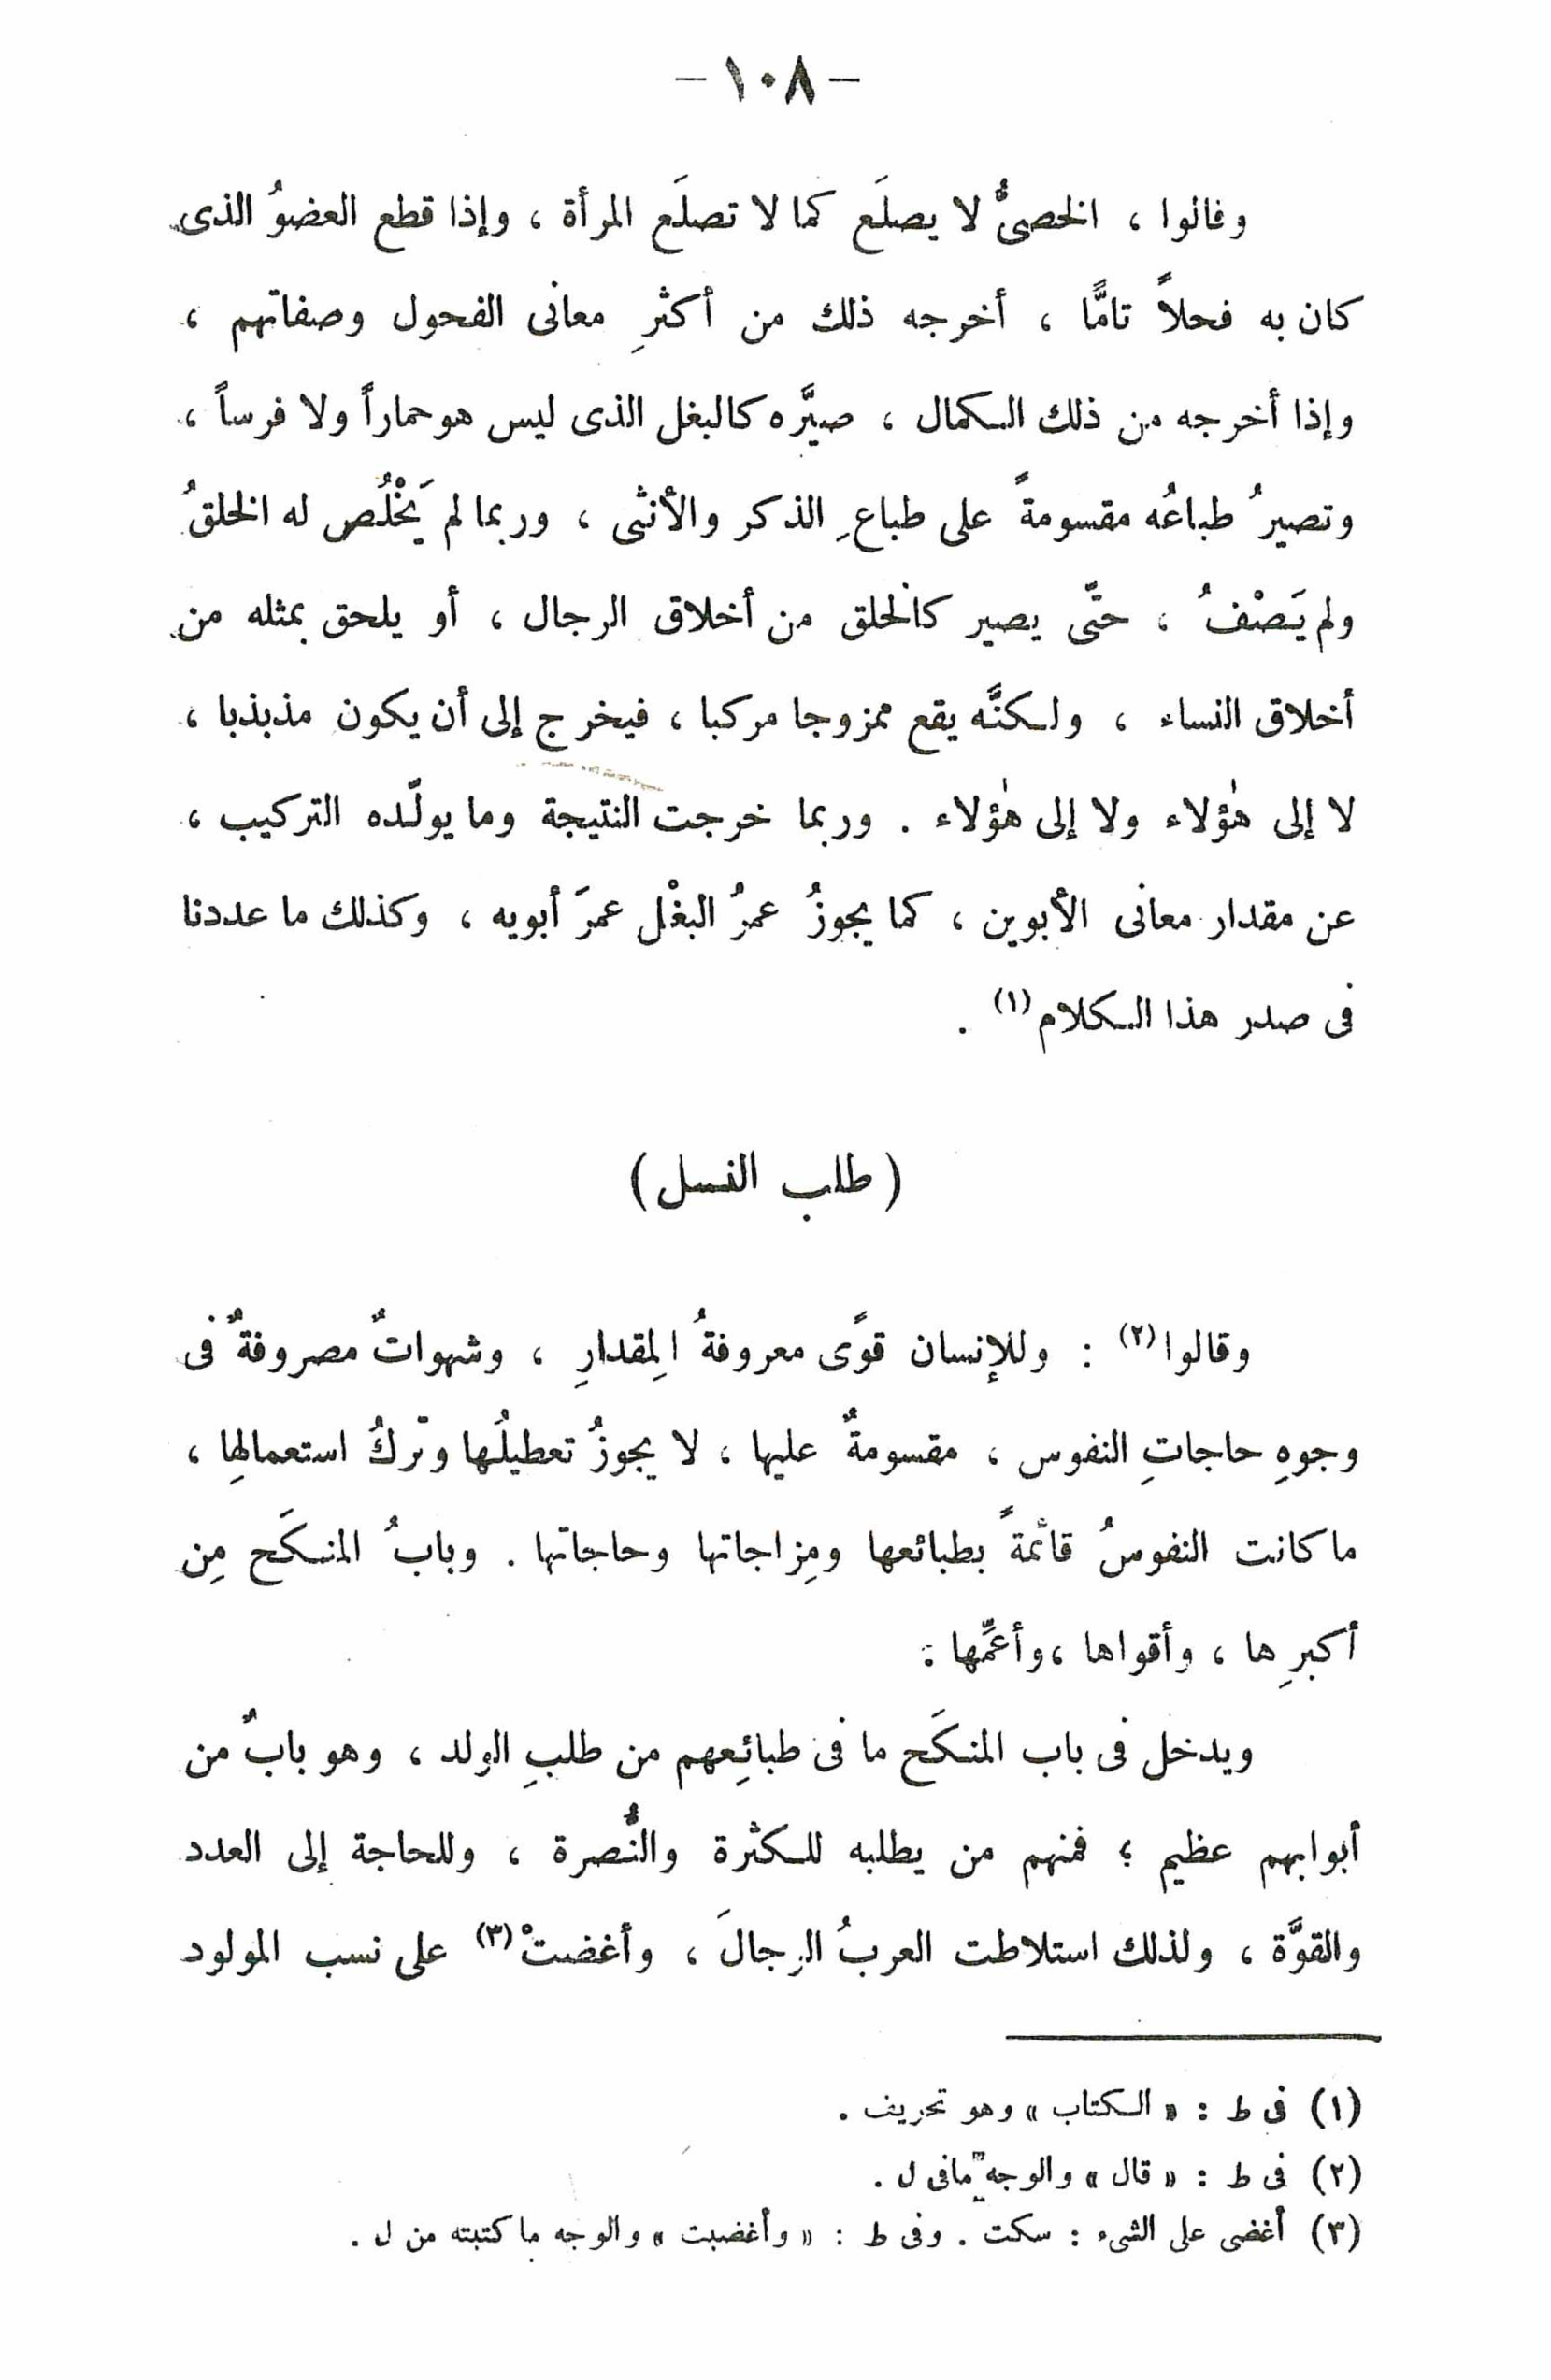 – ١٠٨ –
وقالوا ، الخصىُّ لا يصلَع كما لا تصلَع المرأة ، وإذا قطع العضوُ الذى
كان به فحلاً تامًّا ، أخرجه ذلك من أكثرِ معانى الفحول وصفاتهم ،
وإذا أخرجه من ذلك الكمال ، صيَّره كالبغل الذى ليس هو حماراً ولا فرساً ،
وتصيرُ طباعُه مقسومةً على طباعِ الذكر والأنثى ، وربما لم يَخْلُص له الخلقُ
ولم يَصْفُ ، حتّى يصير كالخلق من أخلاق الرجال ، أو يلحق بمثله من
أخلاق النساء ، ولكنَّه يقع ممزوجا مركبا ، فيخرج إلى أن يكون مذبذبا ،
لا إلى هٰؤلاء ولا إلى هٰؤلاء . وربما خرجت النتيجة وما يولّده التركيب ،
عن مقدار معانى الأبوين ، كما يجوزُ عمرُ البغْل عمرَ أبويه ، وكذلك ما عددنا
فى صدر هذا الكلام (١) .
( طلب النسل )
وقالوا (٢) : وللإنسان قوًى معروفةُ المِقدارِ ، وشهواتٌ مصروفةٌ فى
وجوهِ حاجاتِ النفوس ، مقسومةٌ عليها ، لا يجوزُ تعطيلُها وتركُ استعمالِها ،
ما كانت النفوسُ قائمةً بطبائعها ومِزاجاتها وحاجاتها . وبابُ المنكَح مِن
أكبرِها ، وأقواها ، وأعمِّها .
ويدخل فى باب المنكَح ما فى طبائِعهم من طلبِ الولد ، وهو بابٌ من
أبوابهم عظيم ؛ فمنهم من يطلبه للكثرة والنُّصرة ، وللحاجة إلى العدد
والقوَّة ، ولذلك استلاطت العربُ الرجالَ ، وأغضتْ (٣) على نسب المولود
(١) فى ط : « الكتاب » وهو تحريف .
(٢) فى ط : « قال » والوجه ما فى ل .
(٣) أغضى على الشىء : سكت . وفى ط : « وأغضبت » والوجه ما كتبته من ل .